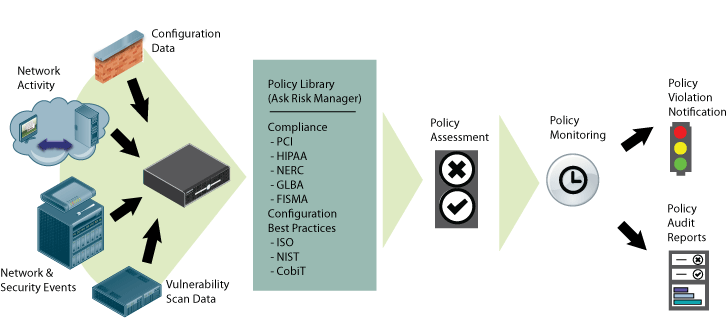 Configuration
Data
Network
Activity
Network &
Security Events
Vulnerability
Scan Data
Policy Library
(Ask Risk Manager)
Compliance
- PCI
- HIPAA
- NERC
- GLBA
- FISMA
Configuration
Best Practices
- ISO
- NIST
- CobiT
Policy
Assessment
Policy
Monitoring
Policy
Violation
Notification
Policy
Audit
Reports